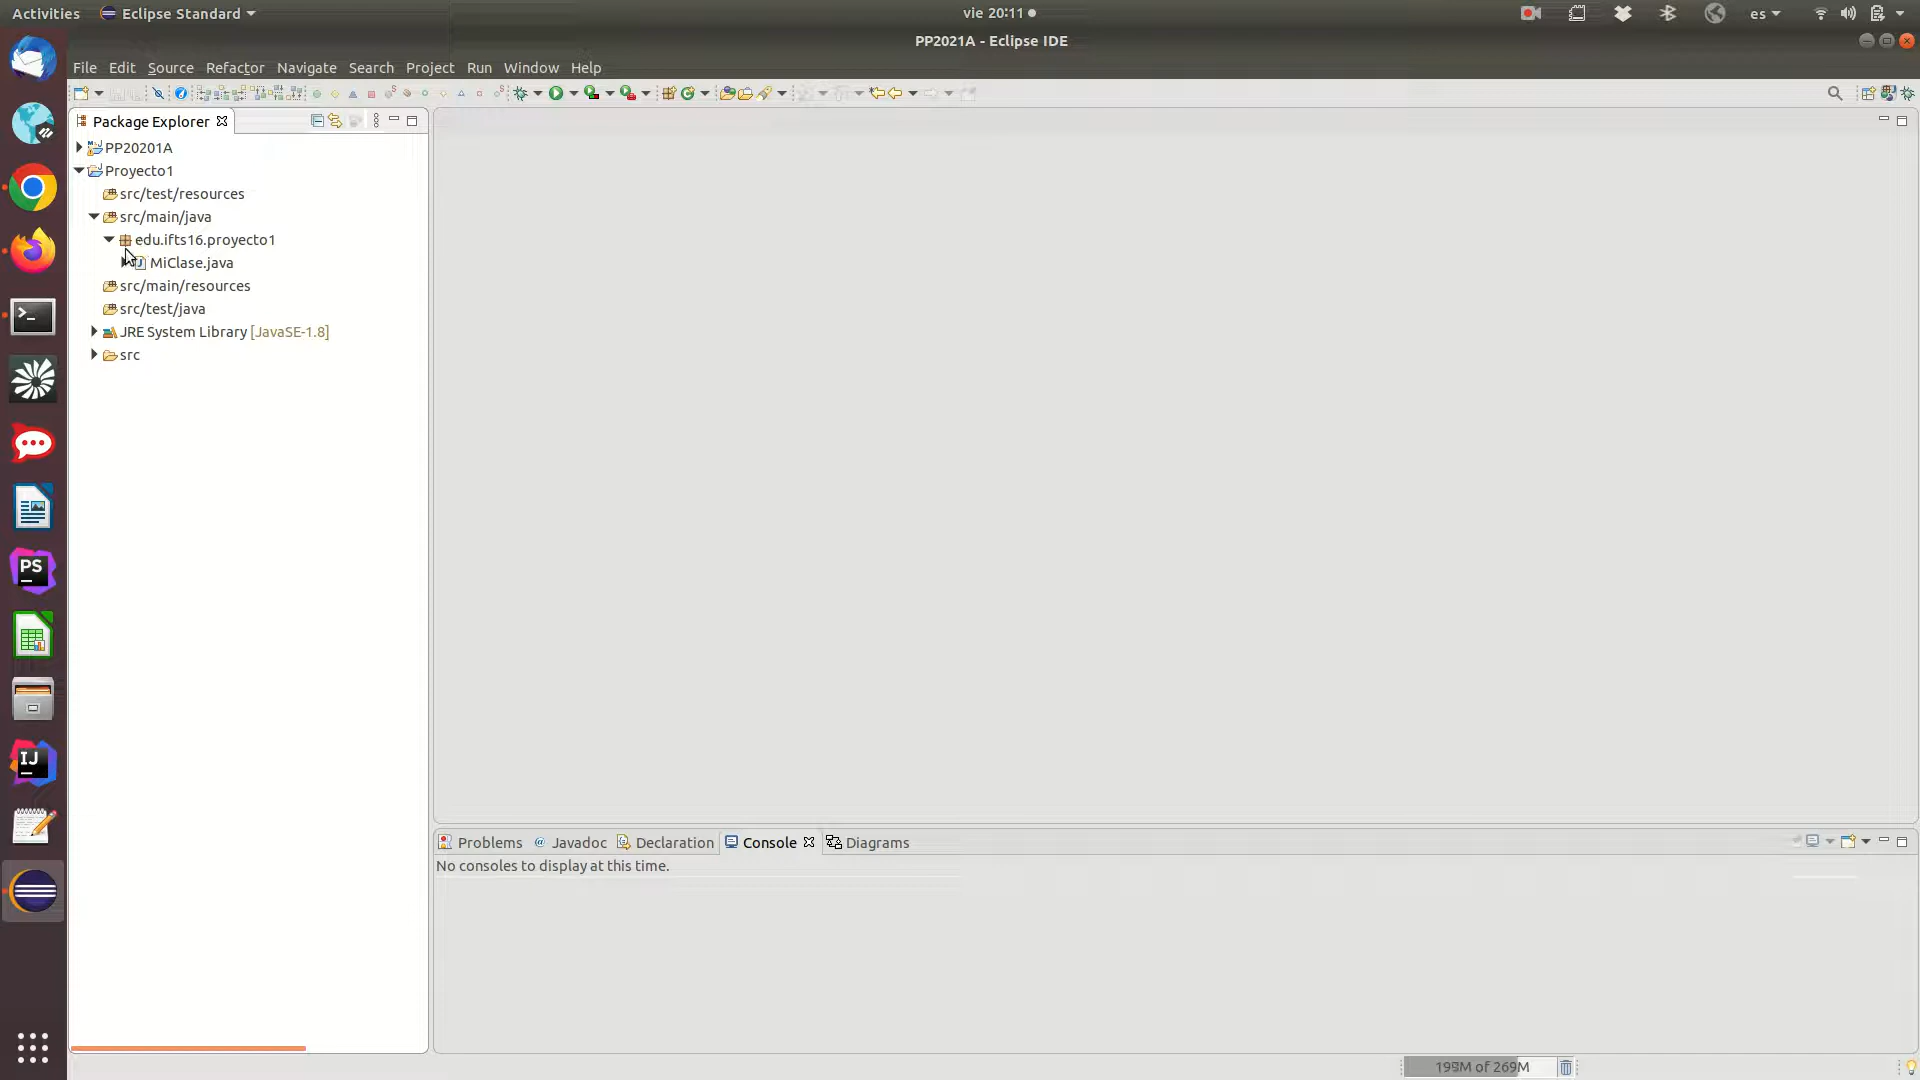 Activities Eclipse Standard vie 20:11 es
PP2021A - Eclipse IDE
File Edit Source Refactor Navigate Search Project Run Window Help
Package Explorer
PP20201A
Proyecto1
src/test/resources
src/main/java
edu.ifts16.proyecto1
MiClase.java
src/main/resources
src/test/java
JRE System Library [JavaSE-1.8]
src
PS
IJ
Problems Javadoc Declaration Console Diagrams
No consoles to display at this time.
of 269M